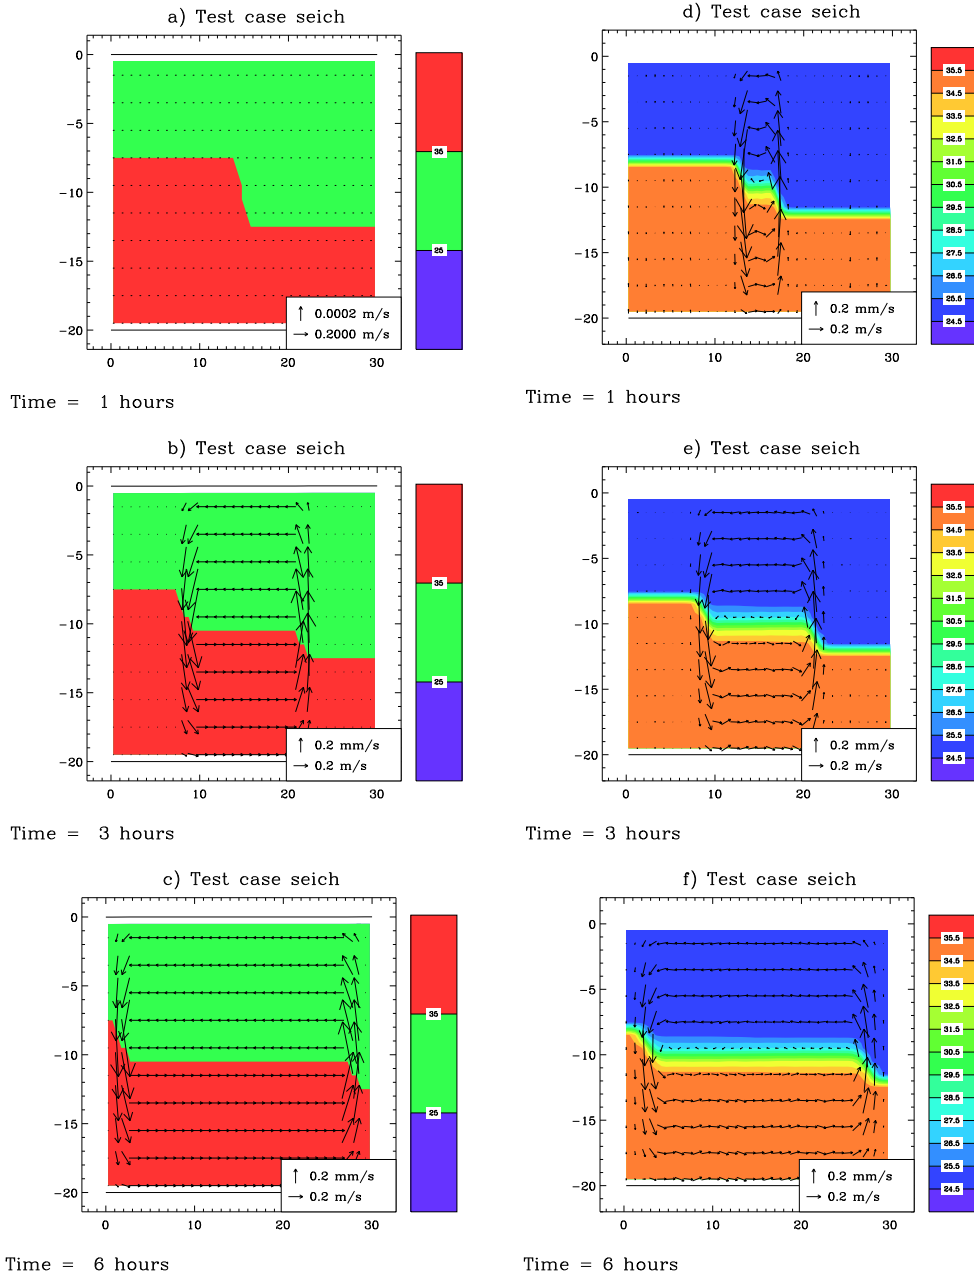 a) Test case seich
0
−5
−10
−15
−20
0 10 20 30
35
25
0.0002 m/s
0.2000 m/s
Time = 1 hours
d) Test case seich
0
−5
−10
−15
−20
0 10 20 30
35.5
34.5
33.5
32.5
31.5
30.5
29.5
28.5
27.5
26.5
25.5
24.5
0.2 mm/s
0.2 m/s
Time = 1 hours
b) Test case seich
0
−5
−10
−15
−20
0 10 20 30
35
25
0.2 mm/s
0.2 m/s
Time = 3 hours
e) Test case seich
0
−5
−10
−15
−20
0 10 20 30
35.5
34.5
33.5
32.5
31.5
30.5
29.5
28.5
27.5
26.5
25.5
24.5
0.2 mm/s
0.2 m/s
Time = 3 hours
c) Test case seich
0
−5
−10
−15
−20
0 10 20 30
35
25
0.2 mm/s
0.2 m/s
Time = 6 hours
f) Test case seich
0
−5
−10
−15
−20
0 10 20 30
35.5
34.5
33.5
32.5
31.5
30.5
29.5
28.5
27.5
26.5
25.5
24.5
0.2 mm/s
0.2 m/s
Time = 6 hours